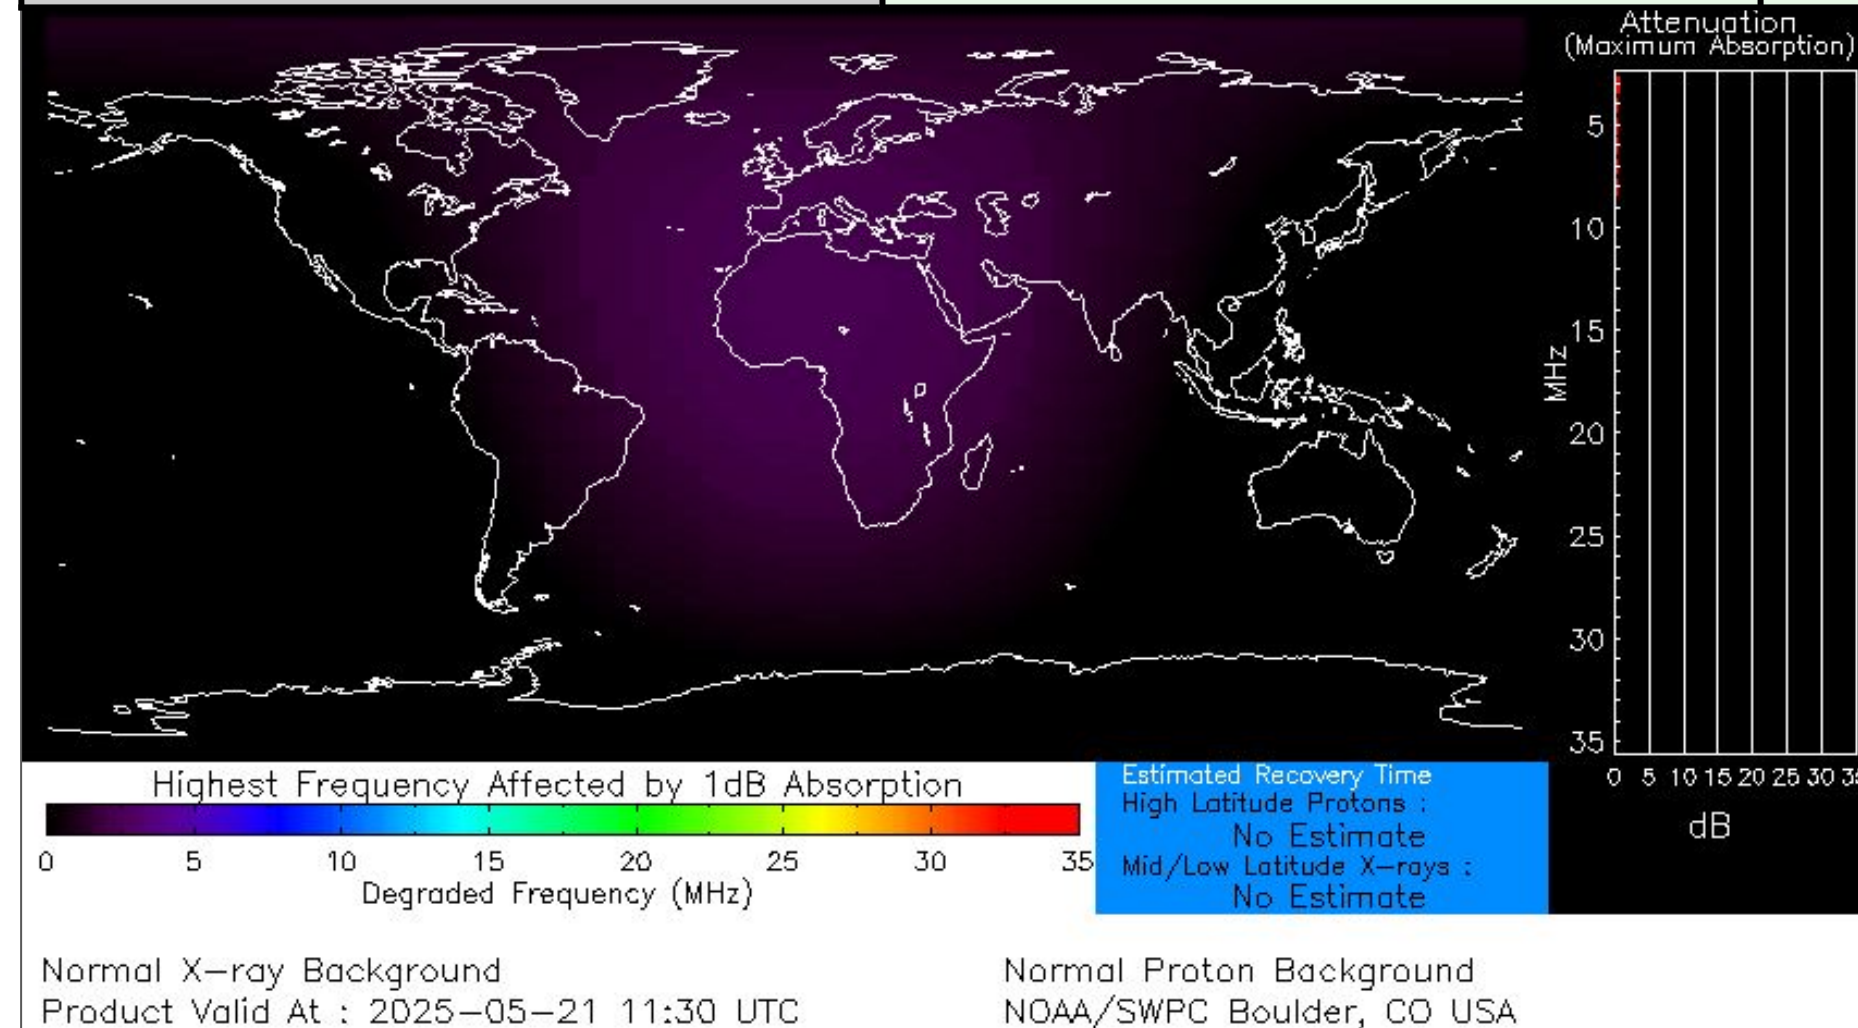 Attenuation
(Maximum Absorption)
5
10
15
20
25
30
35
MHz
0 5 10 15 20 25 30
dB
Highest Frequency Affected by 1dB Absorption
0 5 10 15 20 25 30 35
Degraded Frequency (MHz)
Estimated Recovery Time
High Latitude Protons :
No Estimate
Mid/Low Latitude X-rays :
No Estimate
Normal X-ray Background
Normal Proton Background
Product Valid At : 2025-05-21 11:30 UTC
NOAA/SWPC Boulder, CO USA